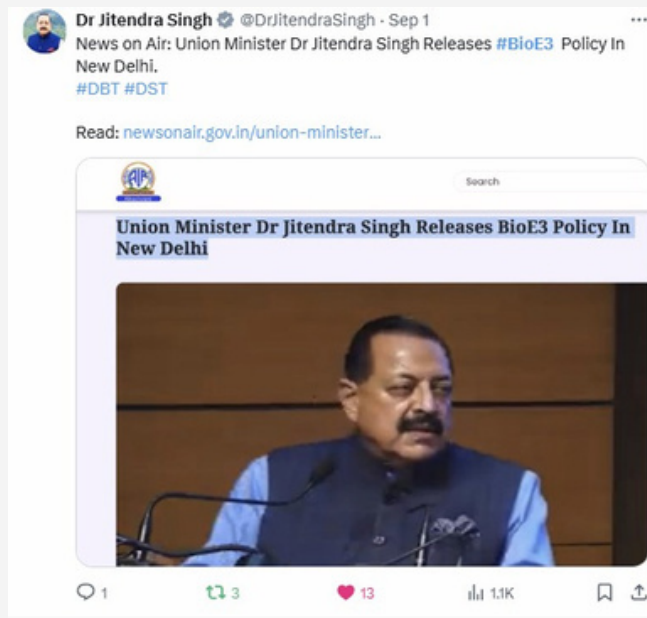 Dr Jitendra Singh @DrJitendraSingh · Sep 1
News on Air: Union Minister Dr Jitendra Singh Releases #BioE3 Policy In
New Delhi.
#DBT #DST
Read: newsonair.gov.in/union-minister...
AIR
Search
Union Minister Dr Jitendra Singh Releases BioE3 Policy In
New Delhi
1
3
13
1.1K